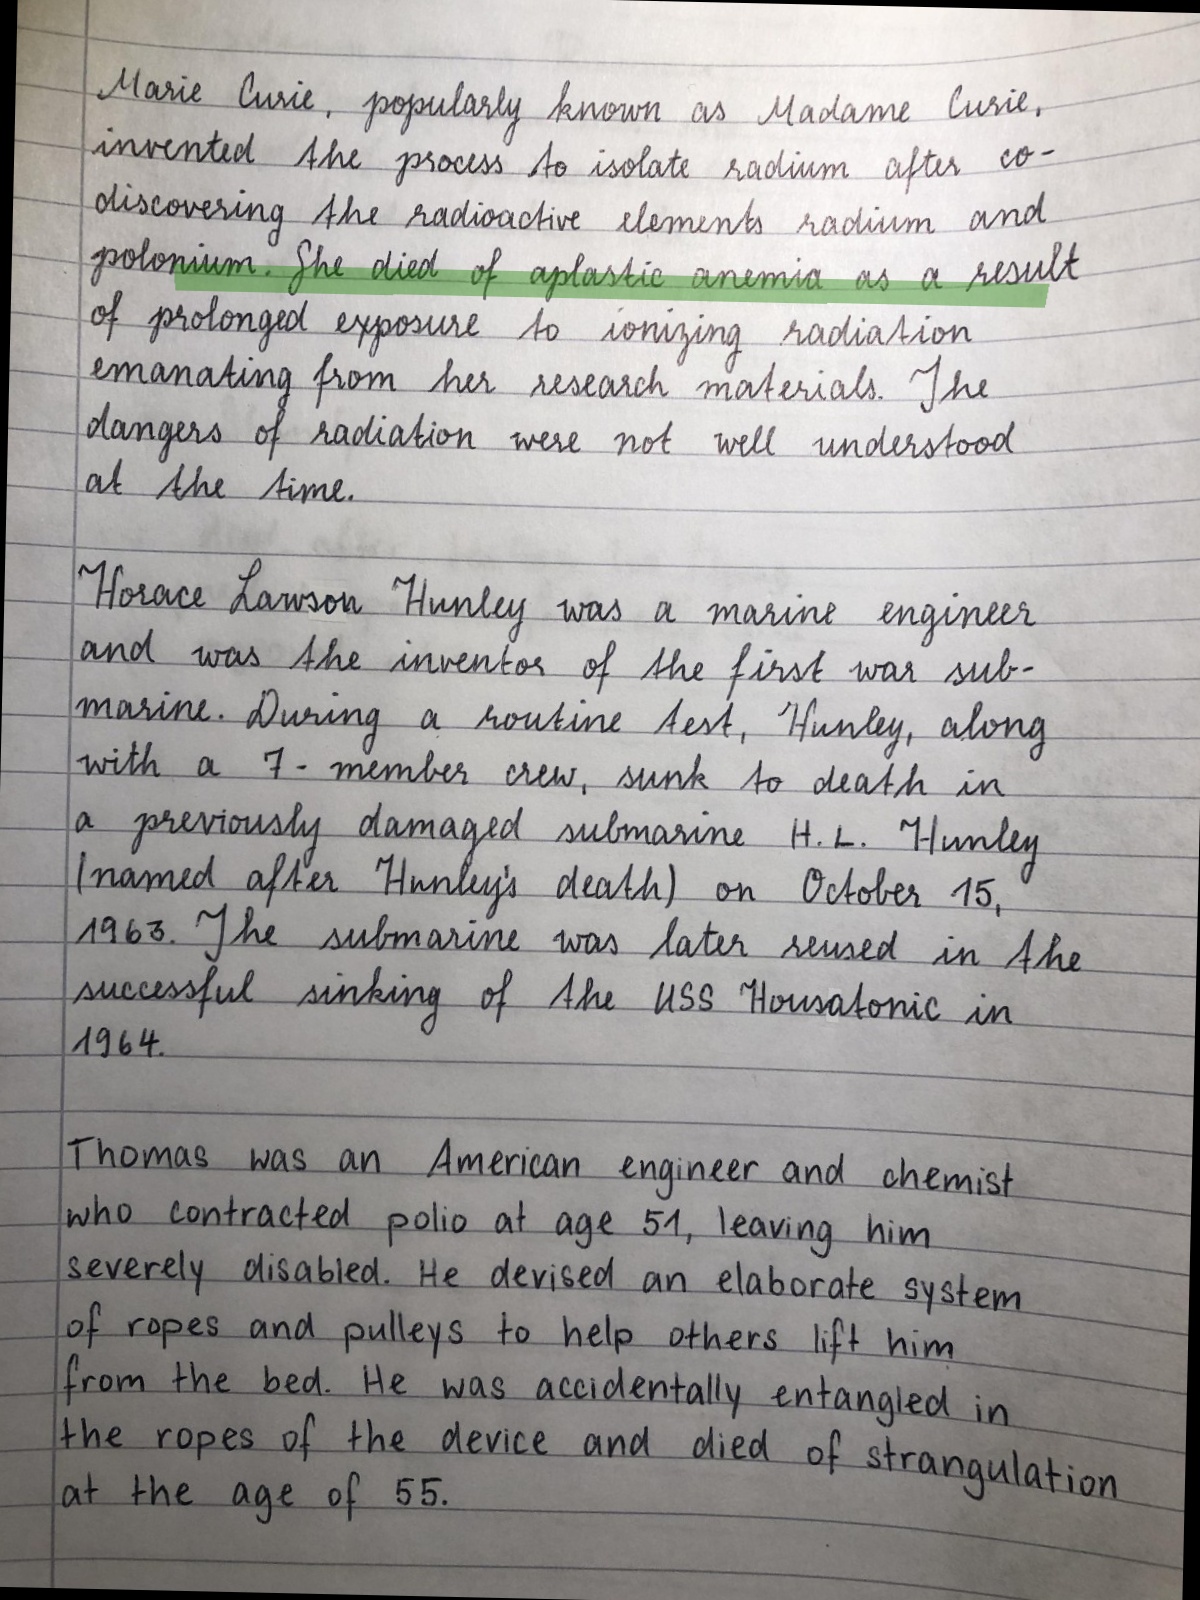 Marie Curie, popularly known as Madame Curie,
invented the process to isolate radium after co-
discovering the radioactive elements radium and
polonium. She died of aplastic anemia as a result
of prolonged exposure to ionizing radiation
emanating from her research materials. The
dangers of radiation were not well understood
at the time.
Horace Lawson Hunley was a marine engineer
and was the inventor of the first war sub-
marine. During a routine test, Hunley, along
with a 7-member crew, sunk to death in
a previously damaged submarine H. L. Hunley
(named after Hunley's death) on October 15,
1963. The submarine was later reused in the
successful sinking of the USS Housatonic in
1964.
Thomas was an American engineer and chemist
who contracted polio at age 51, leaving him
severely disabled. He devised an elaborate system
of ropes and pulleys to help others lift him
from the bed. He was accidentally entangled in
the ropes of the device and died of strangulation
at the age of 55.